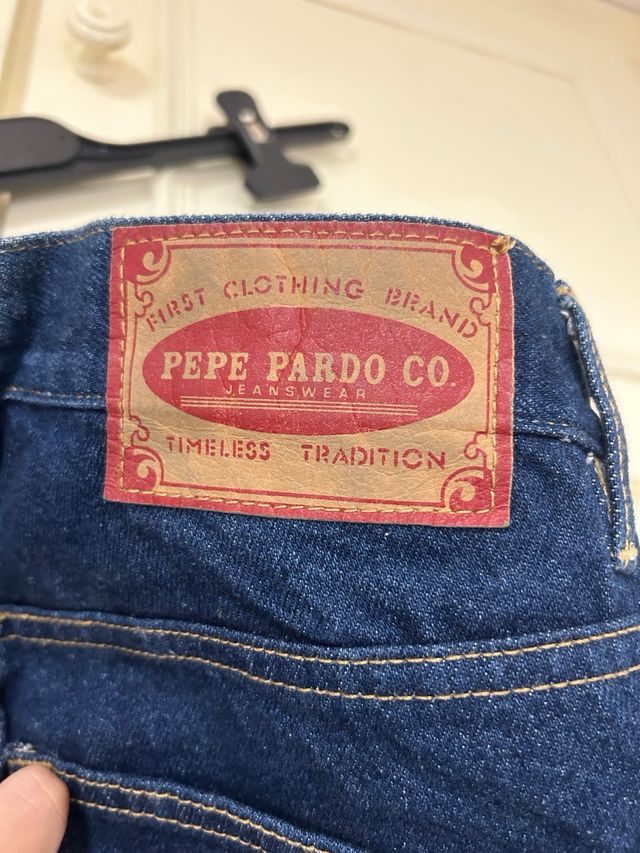 FIRST CLOTHING BRAND
PEPE PARDO CO.
JEANSWEAR
TIMELESS TRADITION